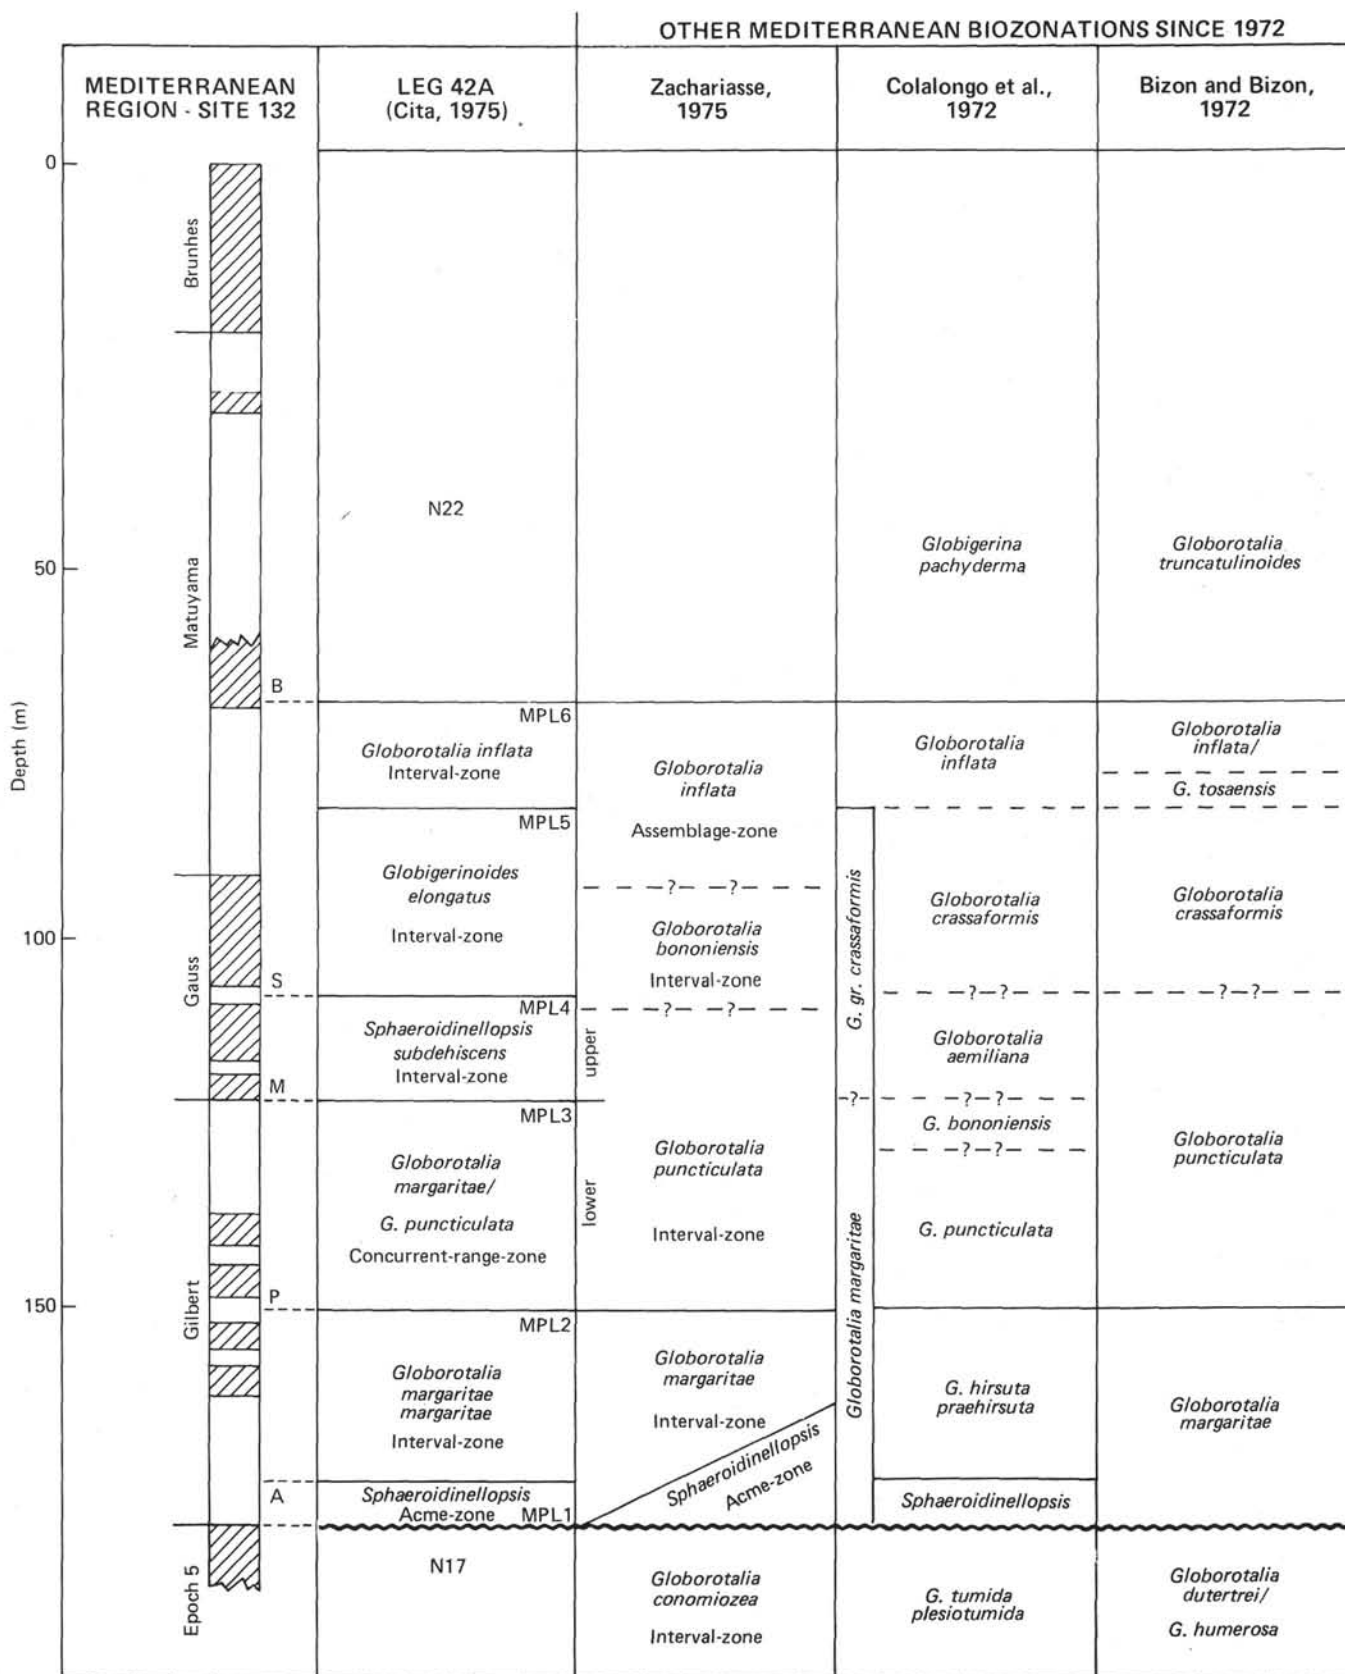 OTHER MEDITERRANEAN BIOZONATIONS SINCE 1972
MEDITERRANEAN
REGION - SITE 132
LEG 42A
(Cita, 1975)
Zachariasse,
1975
Colalongo et al.,
1972
Bizon and Bizon,
1972
Depth (m)
0
50
100
150
Brunhes
Matuyama
Gauss
Gilbert
Epoch 5
B
S
M
P
A
N22
MPL6
Globorotalia inflata
Interval-zone
MPL5
Globigerinoides
elongatus
Interval-zone
MPL4
Sphaeroidinellopsis
subdehiscens
Interval-zone
MPL3
Globorotalia
margaritae/
G. puncticulata
Concurrent-range-zone
MPL2
Globorotalia
margaritae
margaritae
Interval-zone
Sphaeroidinellopsis
Acme-zone MPL1
N17
Globorotalia
inflata
Assemblage-zone
?—?
Globorotalia
bononiensis
Interval-zone
?—?
upper
lower
Globorotalia
puncticulata
Interval-zone
Globorotalia
margaritae
Interval-zone
Sphaeroidinellopsis
Acme-zone
Globorotalia
conomiozea
Interval-zone
Globigerina
pachyderma
Globorotalia
inflata
G. gr. crassaformis
?
Globorotalia margaritae
Globorotalia
crassaformis
?—?
Globorotalia
aemiliana
?—?
G. bononiensis
?—?
G. puncticulata
G. hirsuta
praehirsuta
Sphaeroidinellopsis
G. tumida
plesiotumida
Globorotalia
truncatulinoides
Globorotalia
inflata/
G. tosaensis
Globorotalia
crassaformis
?—?
Globorotalia
puncticulata
Globorotalia
margaritae
Globorotalia
dutertrei/
G. humerosa